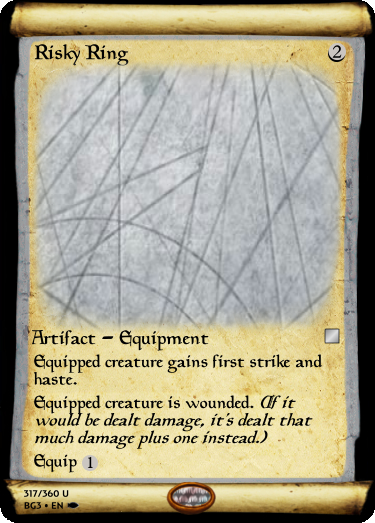 Risky Ring 2
Artifact – Equipment
Equipped creature gains first strike and
haste.
Equipped creature is wounded. (If it
would be dealt damage, it's dealt that
much damage plus one instead.)
Equip 1
317/360 U
BG3 • EN